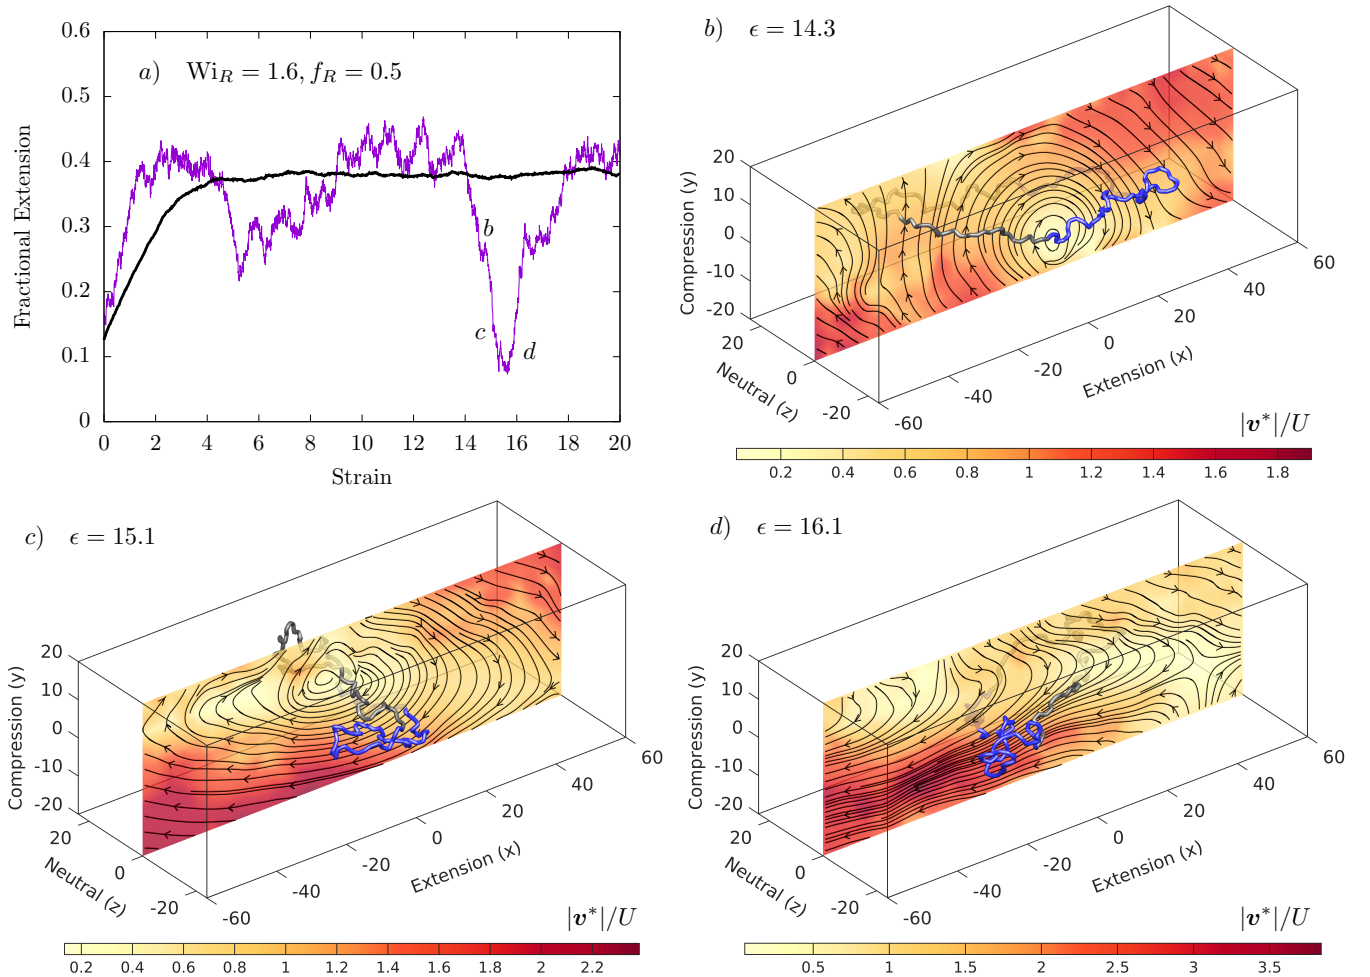 a) Wi_R = 1.6, f_R = 0.5
Fractional Extension
0.6
0.5
0.4
0.3
0.2
0.1
0
b
c
d
0 2 4 6 8 10 12 14 16 18 20
Strain
b) ϵ = 14.3
Compression (y)
20
10
0
-10
-20
20
0
-20
Neutral (z)
-60
-40
-20
0
20
40
60
Extension (x)
|v*|/U
0.2 0.4 0.6 0.8 1 1.2 1.4 1.6 1.8
c) ϵ = 15.1
Compression (y)
20
10
0
-10
-20
20
0
-20
Neutral (z)
-60
-40
-20
0
20
40
60
Extension (x)
|v*|/U
0.2 0.4 0.6 0.8 1 1.2 1.4 1.6 1.8 2 2.2
d) ϵ = 16.1
Compression (y)
20
10
0
-10
-20
20
0
-20
Neutral (z)
-60
-40
-20
0
20
40
60
Extension (x)
|v*|/U
0.5 1 1.5 2 2.5 3 3.5